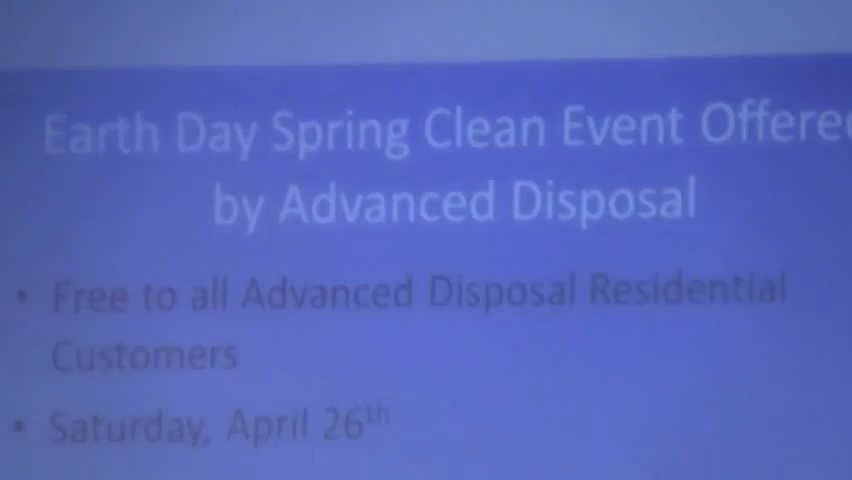 Earth Day Spring Clean Event Offered
by Advanced Disposal
• Free to all Advanced Disposal Residential
Customers
• Saturday, April 26th